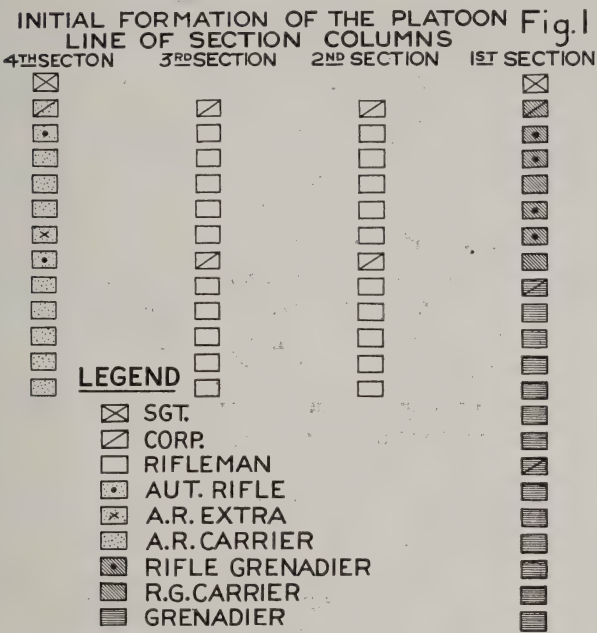 INITIAL FORMATION OF THE PLATOON Fig.1
LINE OF SECTION COLUMNS
4TH SECTON 3RD SECTION 2ND SECTION 1ST SECTION
LEGEND
SGT.
CORP.
RIFLEMAN
AUT. RIFLE
A.R. EXTRA
A.R. CARRIER
RIFLE GRENADIER
R.G. CARRIER
GRENADIER